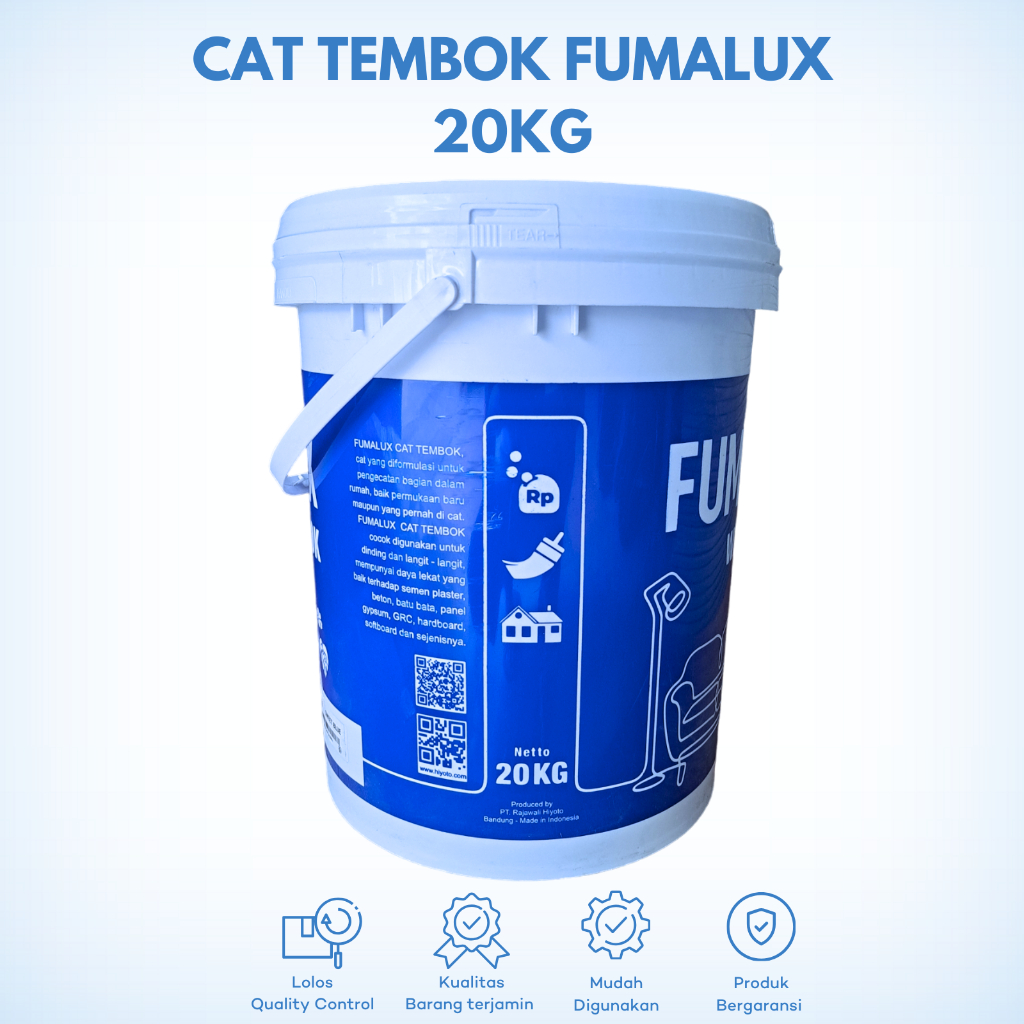 CAT TEMBOK FUMALUX
20KG
TEAR
FUMALUX CAT TEMBOK,
cat yang diformulasi untuk
pengecatan bagian dalam
rumah, baik permukaan baru
maupun yang pernah di cat.
FUMALUX CAT TEMBOK
cocok digunakan untuk
dinding dan langit - langit,
mempunyai daya lekat yang
baik terhadap semen plaster,
beton, batu bata, panel
gypsum, GRC, hardboard,
softboard dan sejenisnya.
www.hiyoto.com
Rp
Netto
20KG
Produced by
PT. Rajawali Hiyoto
Bandung - Made in Indonesia
FUM
Lolos
Quality Control
Kualitas
Barang terjamin
Mudah
Digunakan
Produk
Bergaransi